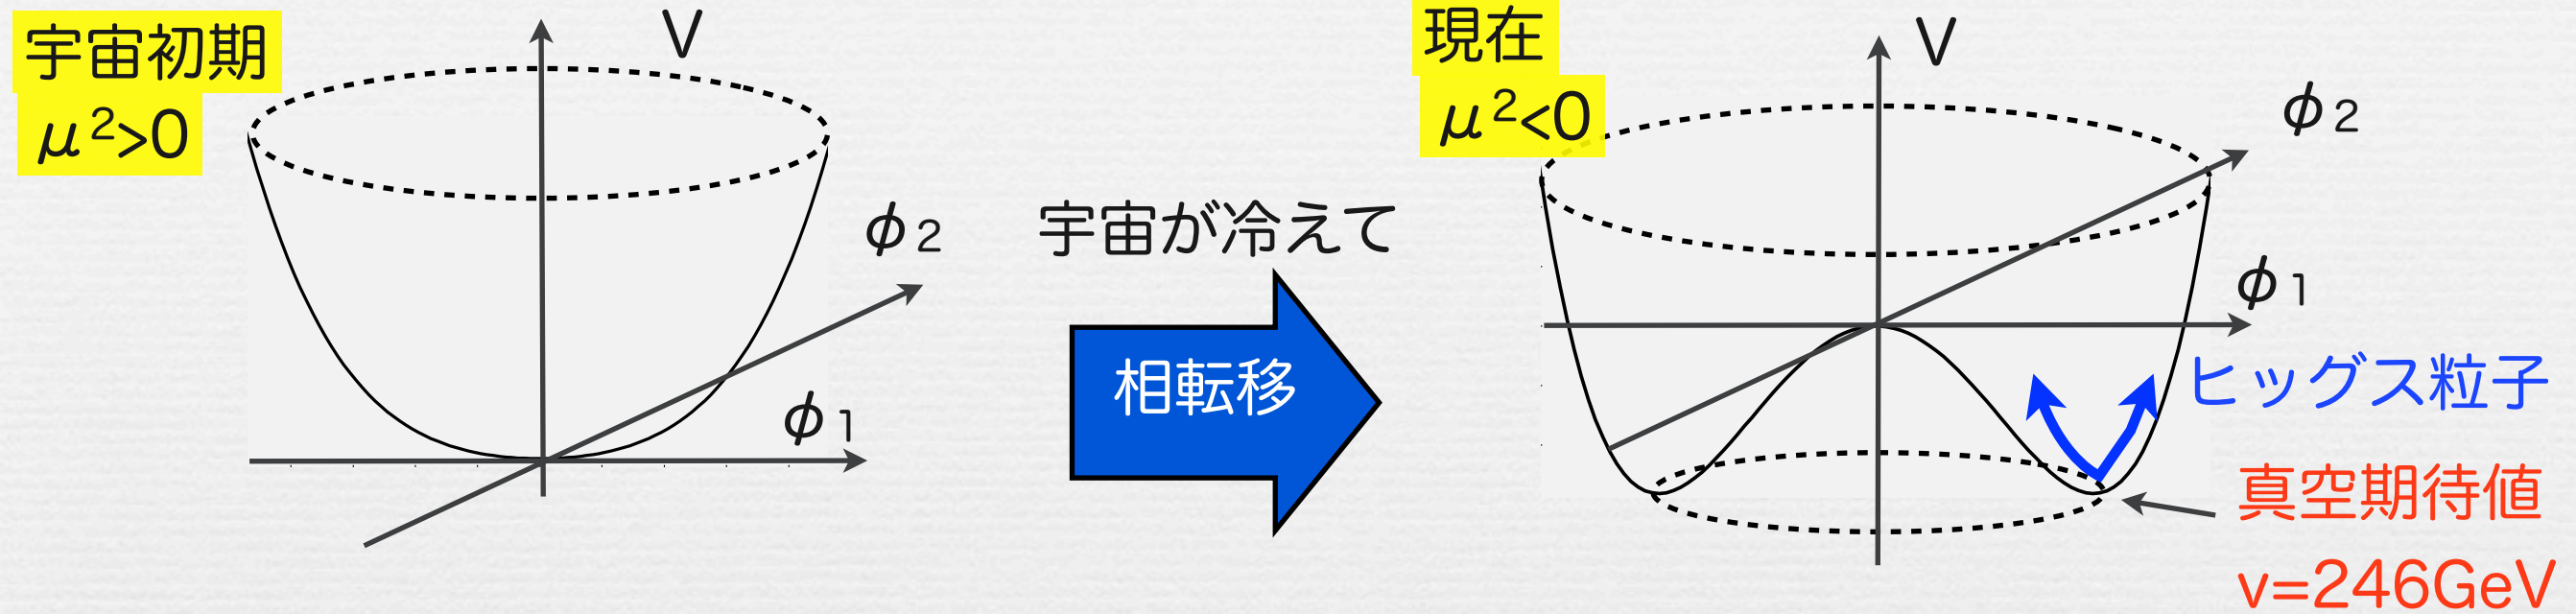 宇宙初期
μ²>0
V
φ2
φ1
宇宙が冷えて
相転移
現在
μ²<0
V
φ2
φ1
ヒッグス粒子
真空期待値
v=246GeV